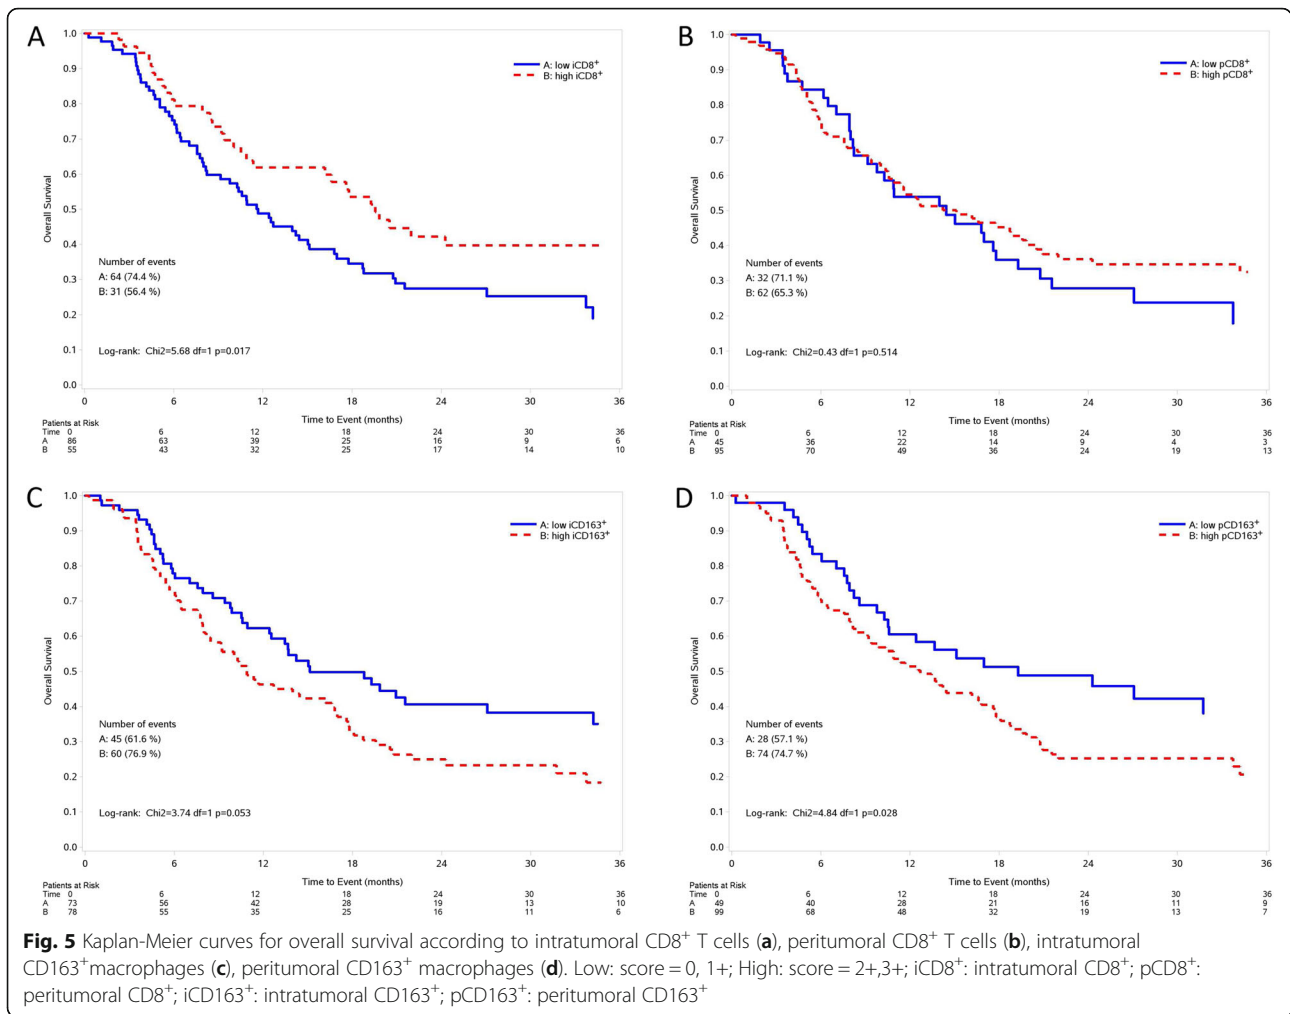 A
1.0
0.9
0.8
0.7
0.6
0.5
0.4
0.3
0.2
0.1
0.0
Overall Survival
A: low iCD8+
B: high iCD8+
Number of events
A: 64 (74.4 %)
B: 31 (56.4 %)
Log-rank: Chi2=5.68 df=1 p=0.017
0 6 12 18 24 30 36
Time to Event (months)
Patients at Risk
Time 0 6 12 18 24 30 36
A 86 63 39 25 16 9 6
B 55 43 32 25 17 14 10
B
1.0
0.9
0.8
0.7
0.6
0.5
0.4
0.3
0.2
0.1
0.0
Overall Survival
A: low pCD8+
B: high pCD8+
Number of events
A: 32 (71.1 %)
B: 62 (65.3 %)
Log-rank: Chi2=0.43 df=1 p=0.514
0 6 12 18 24 30 36
Time to Event (months)
Patients at Risk
Time 0 6 12 18 24 30 36
A 45 36 22 14 9 4 3
B 95 70 49 36 24 19 13
C
1.0
0.9
0.8
0.7
0.6
0.5
0.4
0.3
0.2
0.1
0.0
Overall Survival
A: low iCD163+
B: high iCD163+
Number of events
A: 45 (61.6 %)
B: 60 (76.9 %)
Log-rank: Chi2=3.74 df=1 p=0.053
0 6 12 18 24 30 36
Time to Event (months)
Patients at Risk
Time 0 6 12 18 24 30 36
A 73 56 42 28 19 13 10
B 78 55 35 25 16 11 6
D
1.0
0.9
0.8
0.7
0.6
0.5
0.4
0.3
0.2
0.1
0.0
Overall Survival
A: low pCD163+
B: high pCD163+
Number of events
A: 28 (57.1 %)
B: 74 (74.7 %)
Log-rank: Chi2=4.84 df=1 p=0.028
0 6 12 18 24 30 36
Time to Event (months)
Patients at Risk
Time 0 6 12 18 24 30 36
A 49 40 28 21 16 11 9
B 99 68 48 32 19 13 7
Fig. 5 Kaplan-Meier curves for overall survival according to intratumoral CD8+ T cells (a), peritumoral CD8+ T cells (b), intratumoral
CD163+macrophages (c), peritumoral CD163+ macrophages (d). Low: score = 0, 1+; High: score = 2+,3+; iCD8+: intratumoral CD8+; pCD8+:
peritumoral CD8+; iCD163+: intratumoral CD163+; pCD163+: peritumoral CD163+